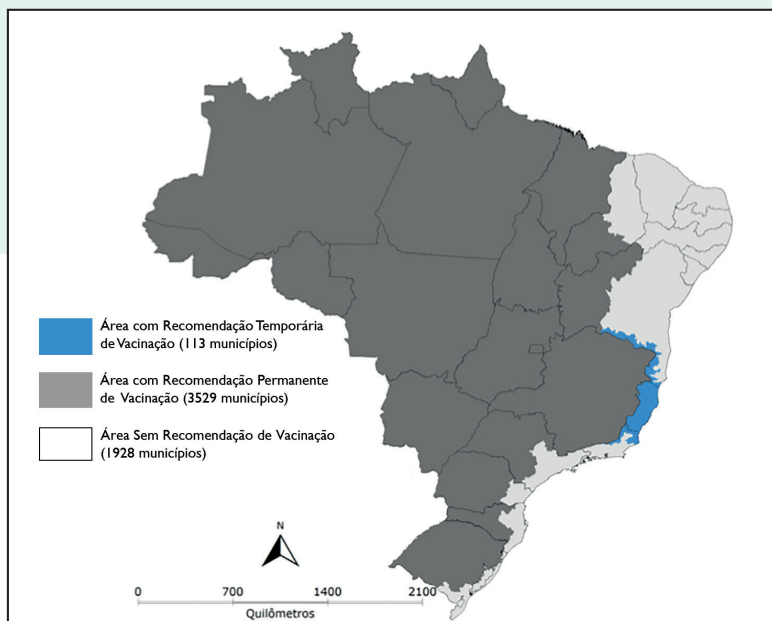 Área com Recomendação Temporária
de Vacinação (113 municípios)
Área com Recomendação Permanente
de Vacinação (3529 municípios)
Área Sem Recomendação de Vacinação
(1928 municípios)
N
0 700 1400 2100
Quilômetros